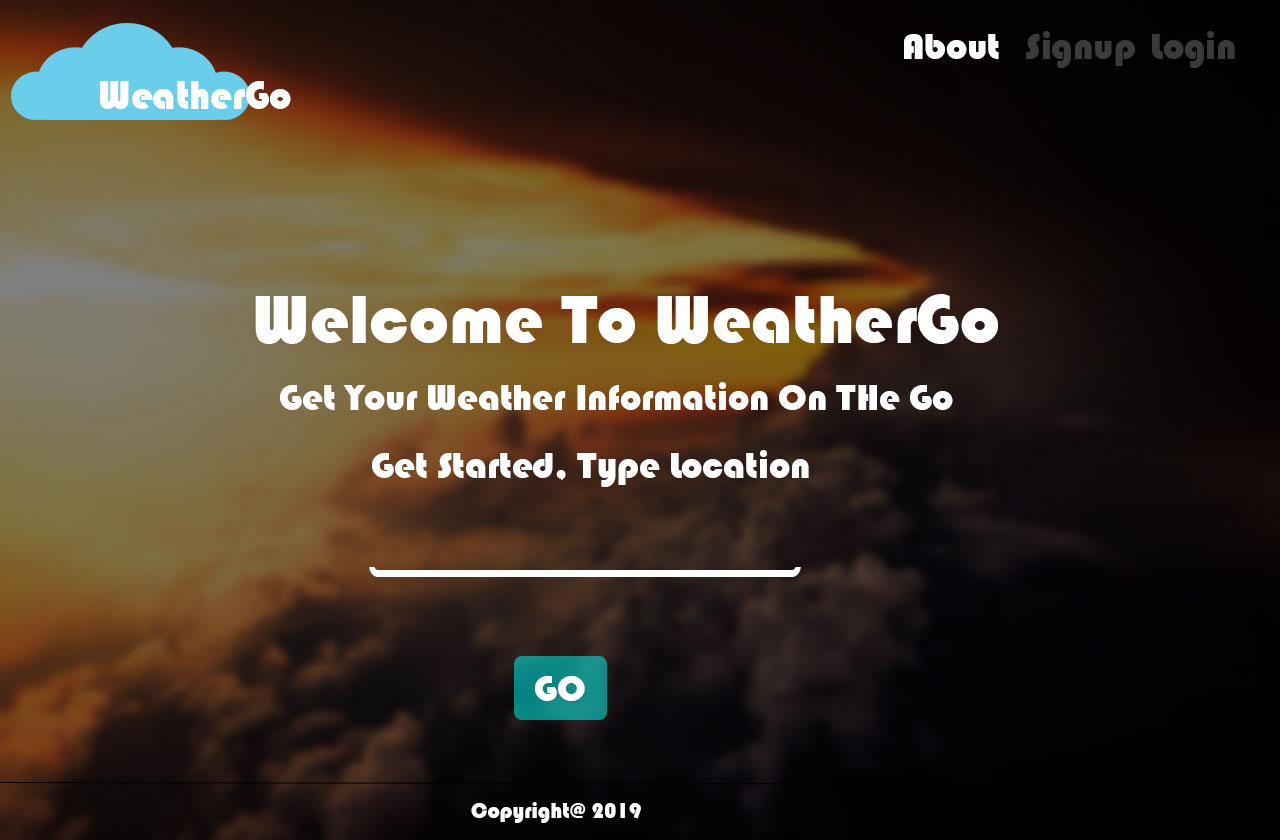 WeatherGo
About Signup Login
Welcome To WeatherGo
Get Your Weather Information On THe Go
Get Started, Type Location
GO
Copyright@ 2019